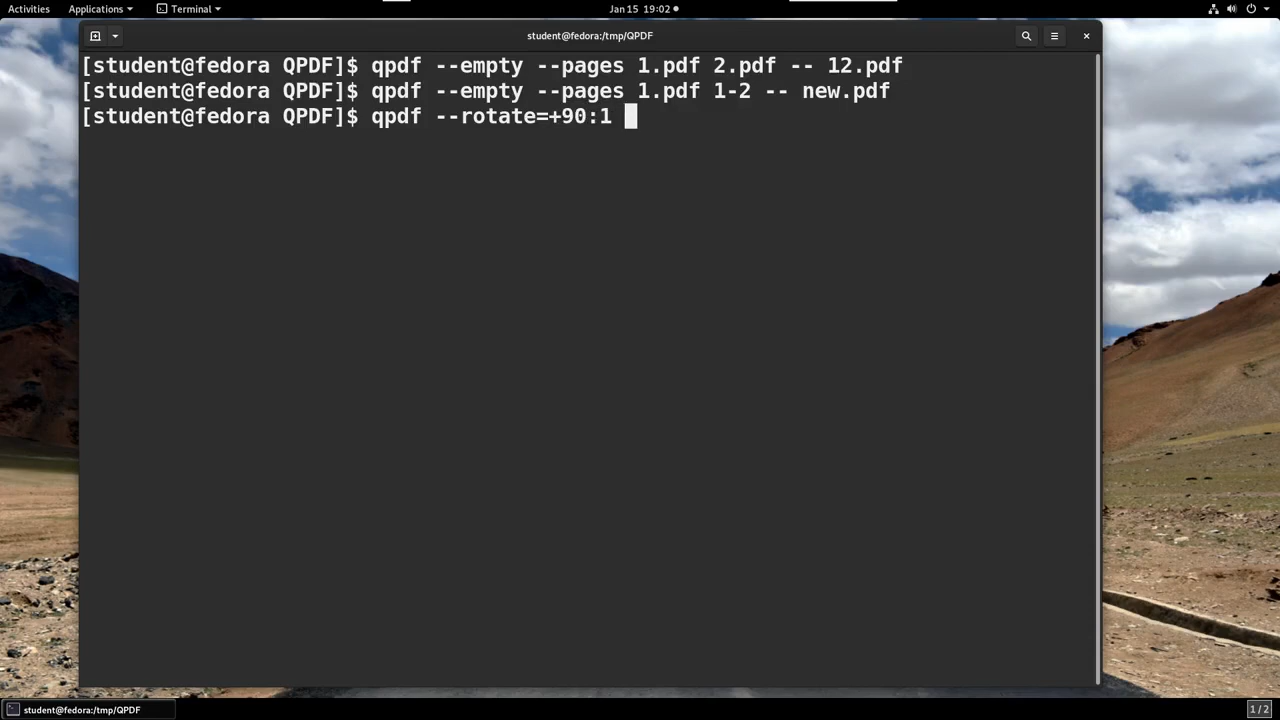 Activities Applications Terminal Jan 15 19:02
student@fedora:/tmp/QPDF
[student@fedora QPDF]$ qpdf --empty --pages 1.pdf 2.pdf -- 12.pdf
[student@fedora QPDF]$ qpdf --empty --pages 1.pdf 1-2 -- new.pdf
[student@fedora QPDF]$ qpdf --rotate=+90:1
student@fedora:/tmp/QPDF 1 / 2